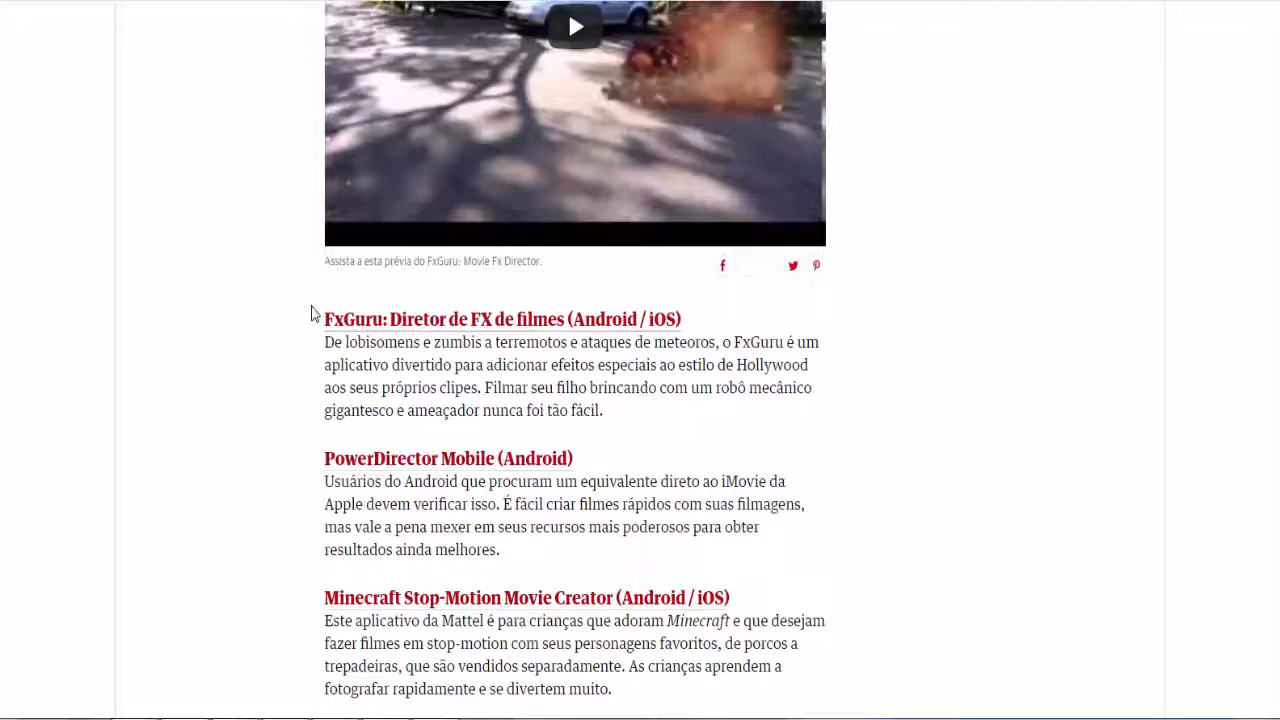 Assista a esta prévia do FxGuru: Movie Fx Director.
FxGuru: Diretor de FX de filmes (Android / iOS)
De lobisomens e zumbis a terremotos e ataques de meteoros, o FxGuru é um
aplicativo divertido para adicionar efeitos especiais ao estilo de Hollywood
aos seus próprios clipes. Filmar seu filho brincando com um robô mecânico
gigantesco e ameaçador nunca foi tão fácil.
PowerDirector Mobile (Android)
Usuários do Android que procuram um equivalente direto ao iMovie da
Apple devem verificar isso. É fácil criar filmes rápidos com suas filmagens,
mas vale a pena mexer em seus recursos mais poderosos para obter
resultados ainda melhores.
Minecraft Stop-Motion Movie Creator (Android / iOS)
Este aplicativo da Mattel é para crianças que adoram Minecraft e que desejam
fazer filmes em stop-motion com seus personagens favoritos, de porcos a
trepadeiras, que são vendidos separadamente. As crianças aprendem a
fotografar rapidamente e se divertem muito.